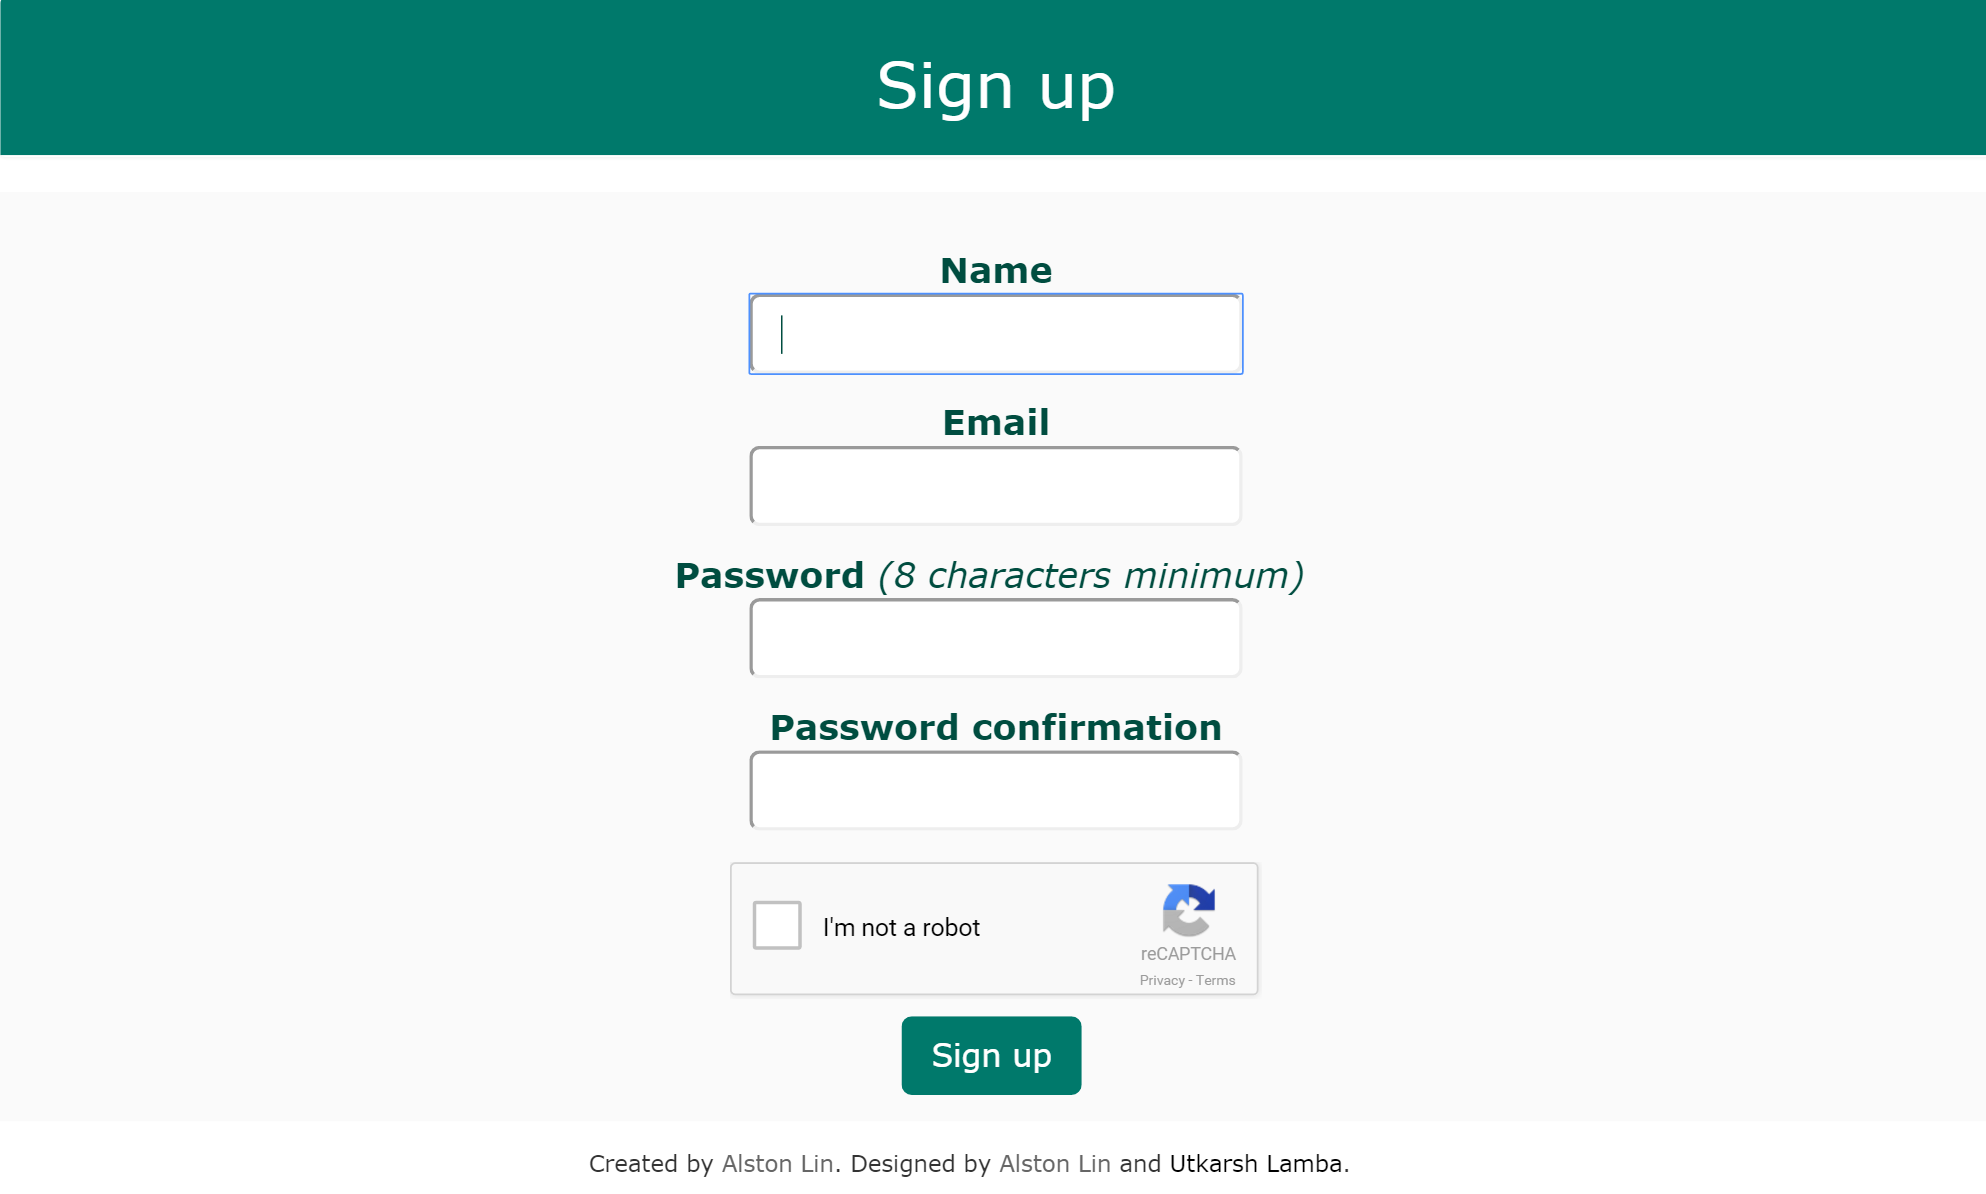 Sign up
Name
Email
Password (8 characters minimum)
Password confirmation
I'm not a robot
reCAPTCHA
Privacy - Terms
Sign up
Created by Alston Lin. Designed by Alston Lin and Utkarsh Lamba.